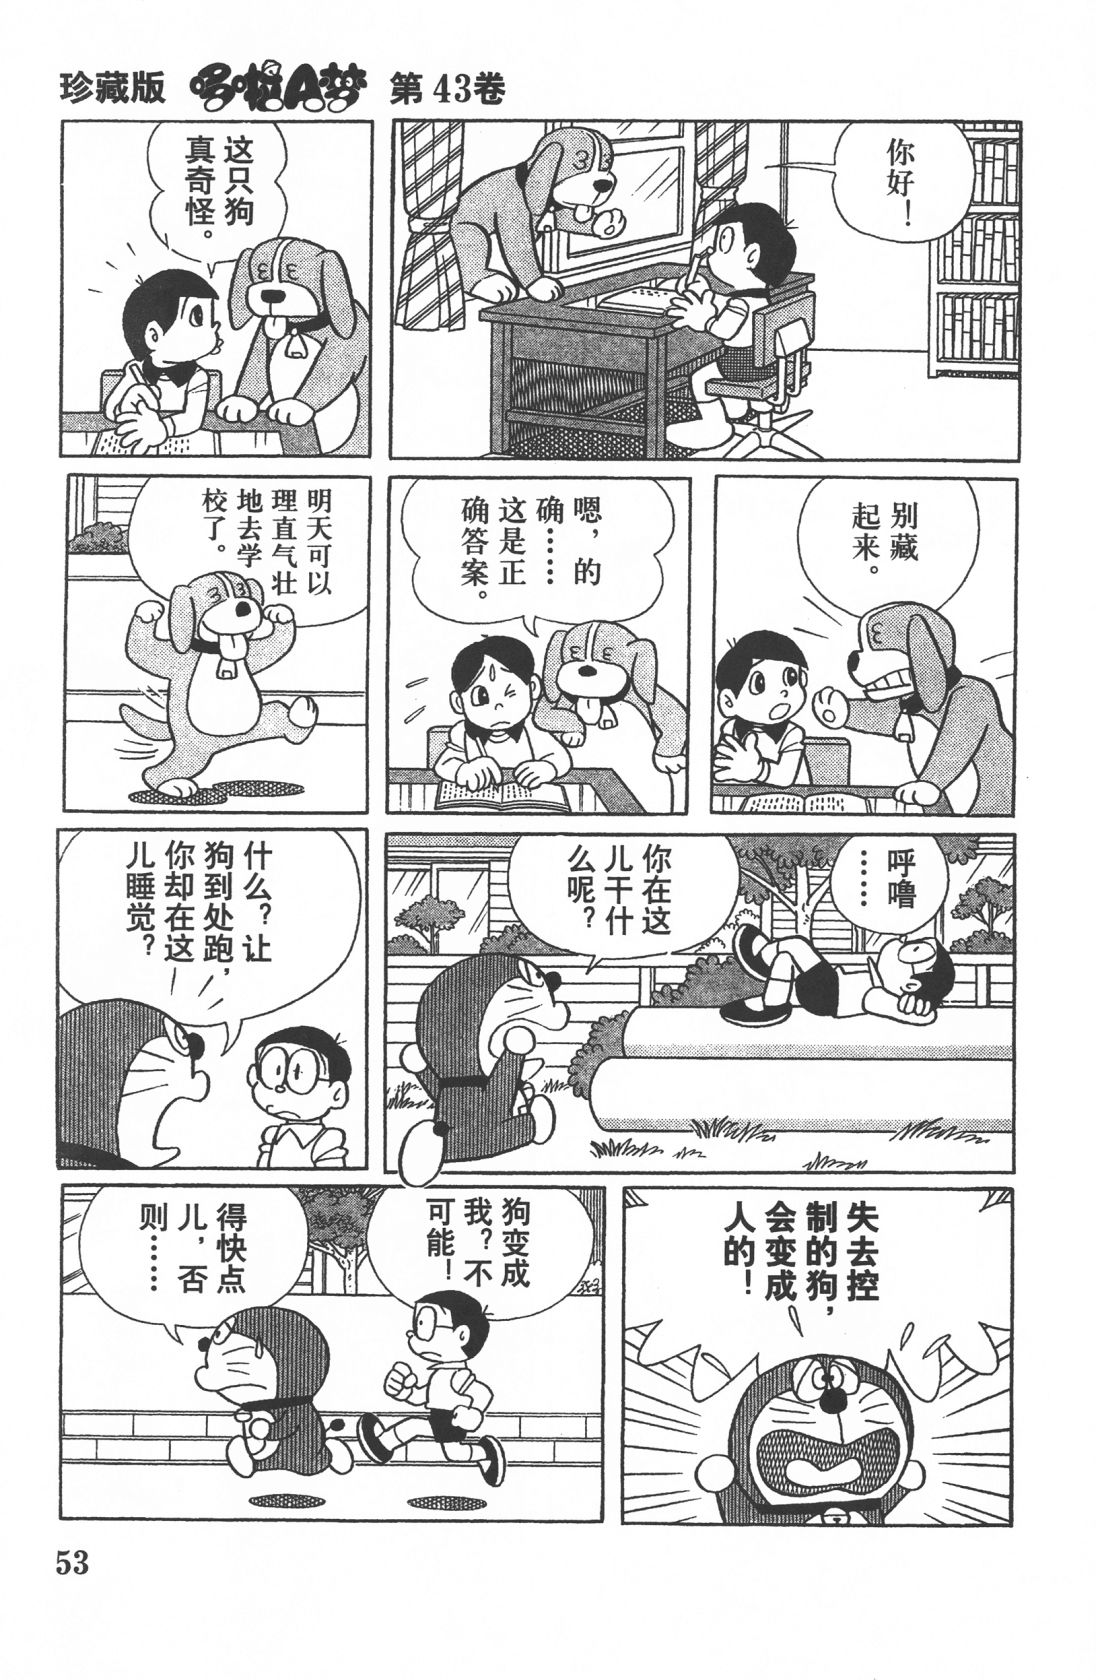 珍藏版 哆啦A梦 第43卷
你好！
这只狗
真奇怪。
别藏
起来。
嗯，的
确……
这是正
确答案。
明天可以
理直气壮
地去学
校了。
呼噜
……
你在这
儿干什
么呢？
什么？让
狗到处跑，
你却在这
儿睡觉？
失去控
制的狗，
会变成
人的！
狗变成
我？不
可能！
得快点
儿，否
则……
53